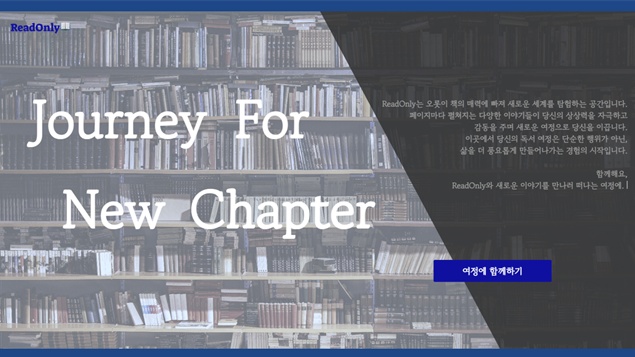 ReadOnly
Journey For
New Chapter
ReadOnly는 오롯이 책의 매력에 빠져 새로운 세계를 탐험하는 공간입니다.
페이지마다 펼쳐지는 다양한 이야기들이 당신의 상상력을 자극하고
감동을 주며 새로운 여정으로 당신을 이끕니다.
이곳에서 당신의 독서 여정은 단순한 행위가 아닌,
삶을 더 풍요롭게 만들어나가는 경험의 시작입니다.
함께해요,
ReadOnly와 새로운 이야기를 만나러 떠나는 여정에.
여정에 함께하기